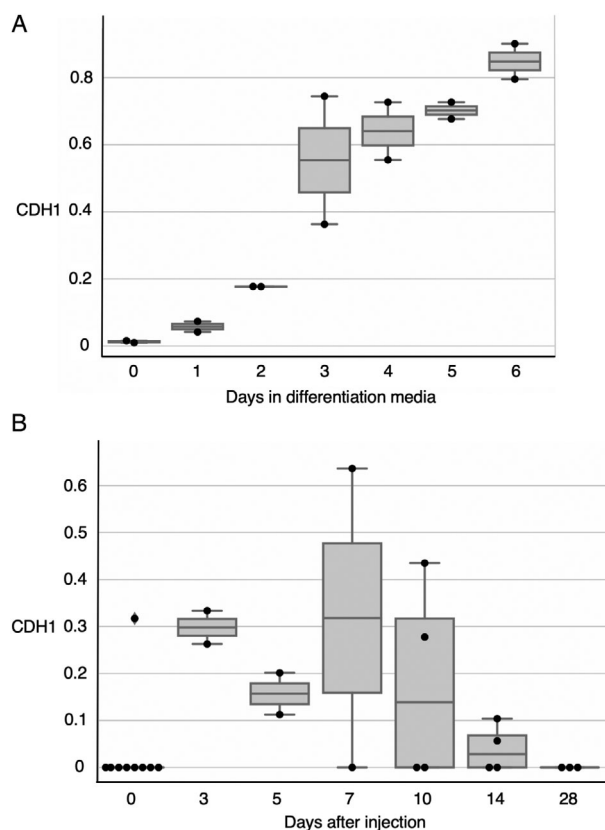 A
0.8
0.6
CDH1 0.4
0.2
0
0 1 2 3 4 5 6
Days in differentiation media
B
0.6
0.5
0.4
CDH1 0.3
0.2
0.1
0
0 3 5 7 10 14 28
Days after injection